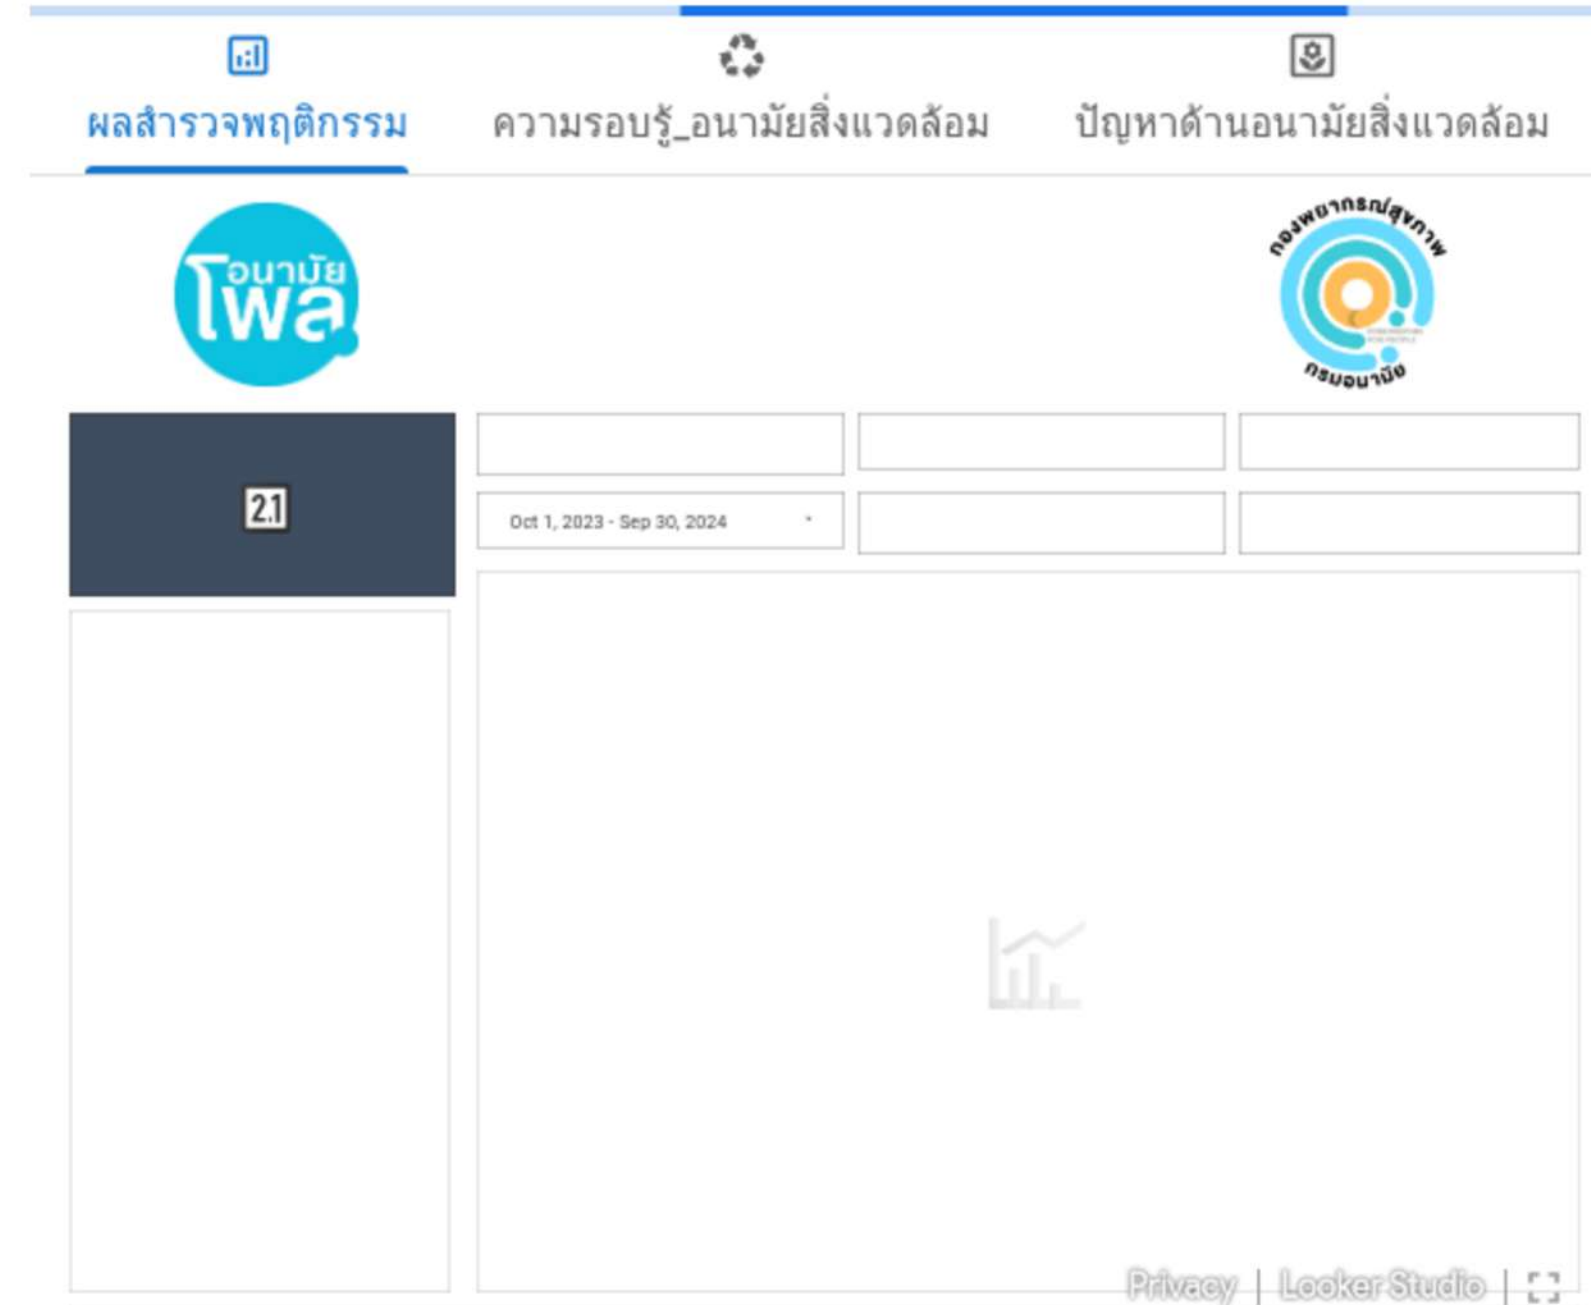 ผลสำรวจพฤติกรรม
ความรอบรู้_อนามัยสิ่งแวดล้อม
ปัญหาด้านอนามัยสิ่งแวดล้อม
อนามัย
โพล
กองพยากรณ์สุขภาพ
กรมอนามัย
2.1
Oct 1, 2023 - Sep 30, 2024
Privacy | Looker Studio |